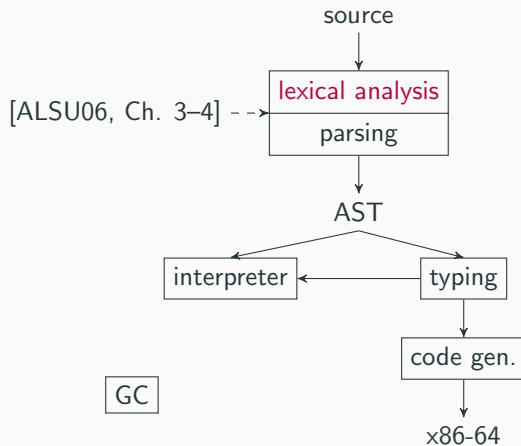 source
lexical analysis
[ALSU06, Ch. 3–4]
parsing
AST
interpreter
typing
code gen.
GC
x86-64